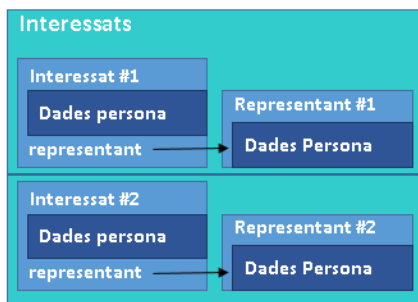 Interessats
Interessat #1
Dades persona
representant
Representant #1
Dades Persona
Interessat #2
Dades persona
representant
Representant #2
Dades Persona